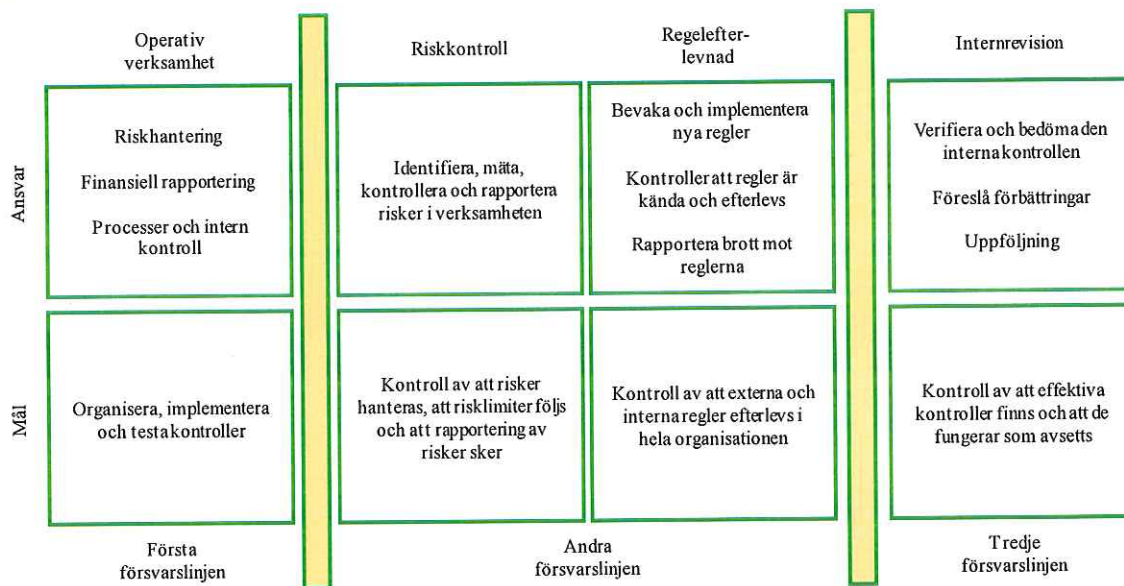 Operativ
verksamhet
Riskkontroll
Regelefter-
levnad
Internrevision
Ansvar
Riskhantering
Finansiell rapportering
Processer och intern
kontroll
Identifiera, mäta,
kontrollera och rapportera
risker i verksamheten
Bevaka och implementera
nya regler
Kontroller att regler är
kända och efterlevs
Rapportera brott mot
reglerna
Verifiera och bedöma den
interna kontrollen
Föreslå förbättringar
Uppföljning
Mål
Organisera, implementera
och testa kontroller
Kontroll av att risker
hanteras, att risklimiter följs
och att rapportering av
risker sker
Kontroll av att externa och
interna regler efterlevs i
hela organisationen
Kontroll av att effektiva
kontroller finns och att de
fungerar som avsetts
Första
försvarslinjen
Andra
försvarslinjen
Tredje
försvarslinjen